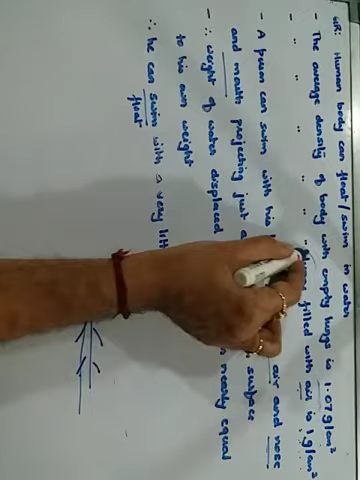 GR: Human body can float/swim in water
- The average density of body with empty lungs is 1.07 g/cm³
- " " " " " filled with air is 1 g/cm³
- A person can swim with his air and nose
and mouth projecting just surface
- ∴ weight of water displaced nearly equal
to his own weight
∴ he can swim with a very litt
float